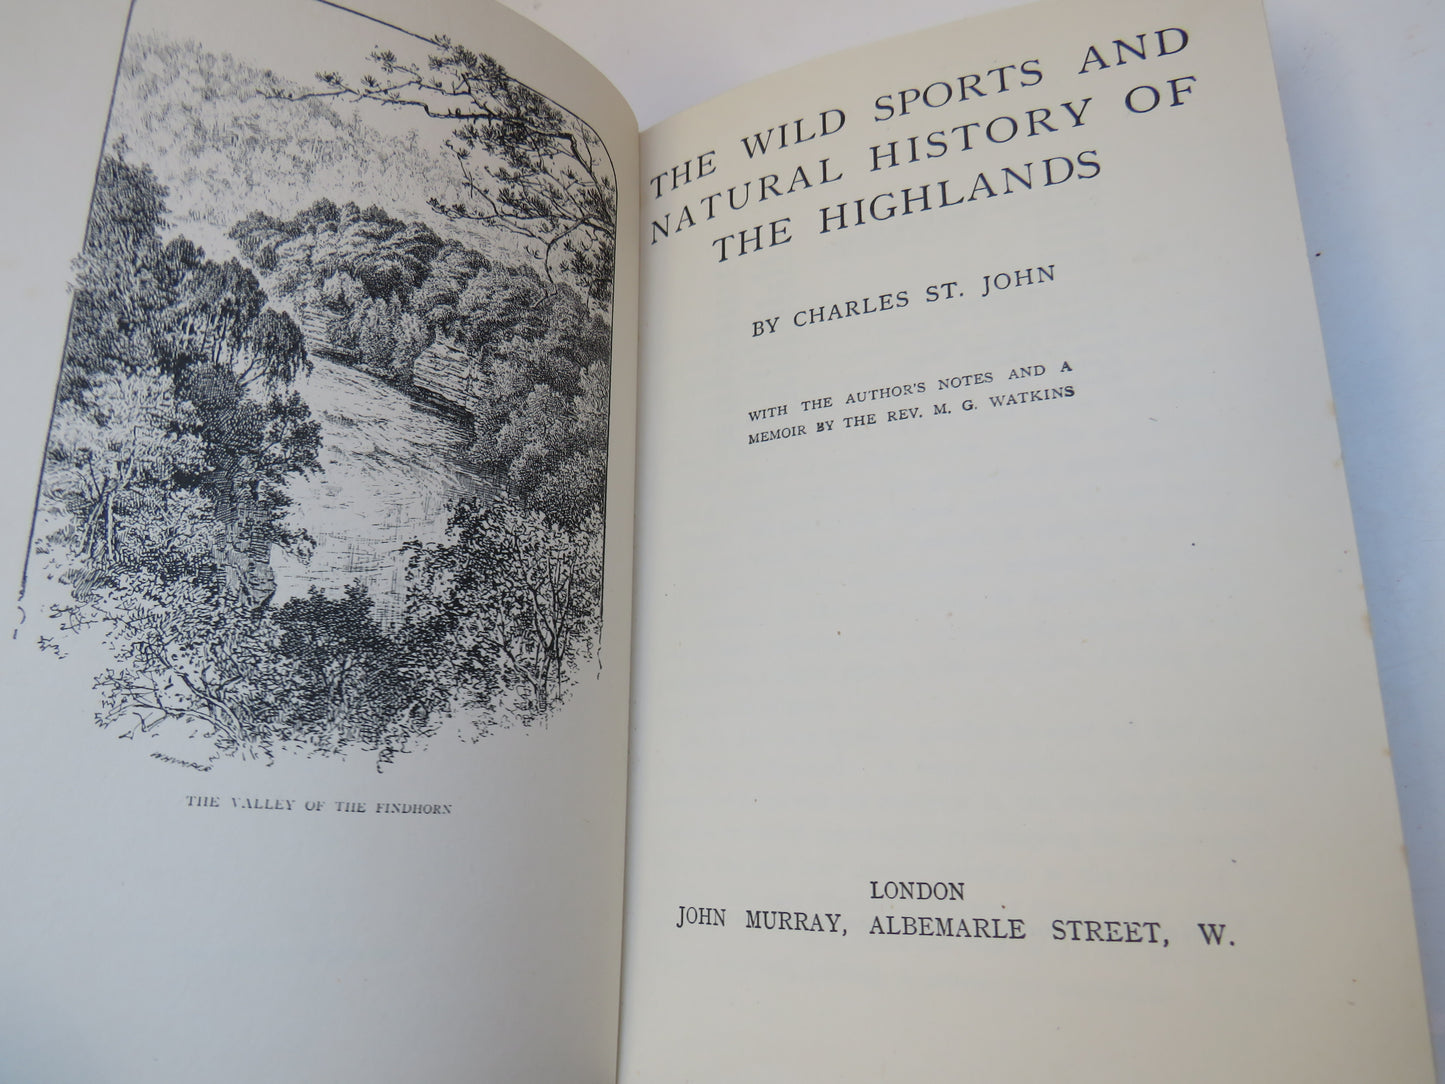 WHYMPER
THE VALLEY OF THE FINDHORN
THE WILD SPORTS AND
NATURAL HISTORY OF
THE HIGHLANDS
BY CHARLES ST. JOHN
WITH THE AUTHOR'S NOTES AND A
MEMOIR BY THE REV. M. G. WATKINS
LONDON
JOHN MURRAY, ALBEMARLE STREET, W.